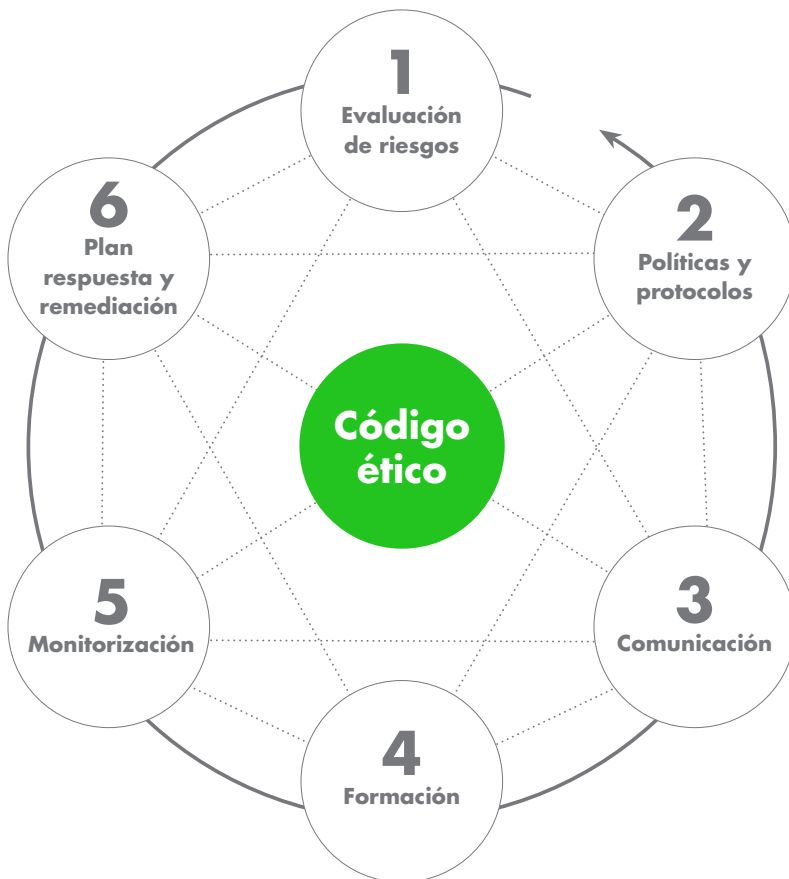 1
Evaluación
de riesgos
2
Políticas y
protocolos
3
Comunicación
4
Formación
5
Monitorización
6
Plan
respuesta y
remediación
Código
ético